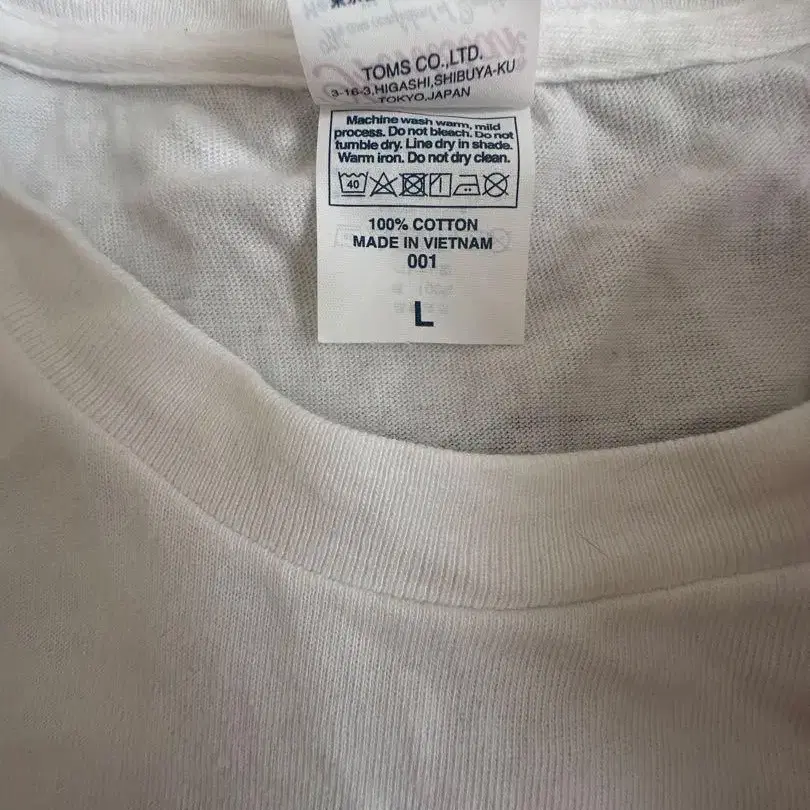 TOMS CO.,LTD.
3-16-3,HIGASHI,SHIBUYA-KU
TOKYO,JAPAN
Machine wash warm, mild
process. Do not bleach. Do not
tumble dry. Line dry in shade.
Warm iron. Do not dry clean.
40
100% COTTON
MADE IN VIETNAM
001
L